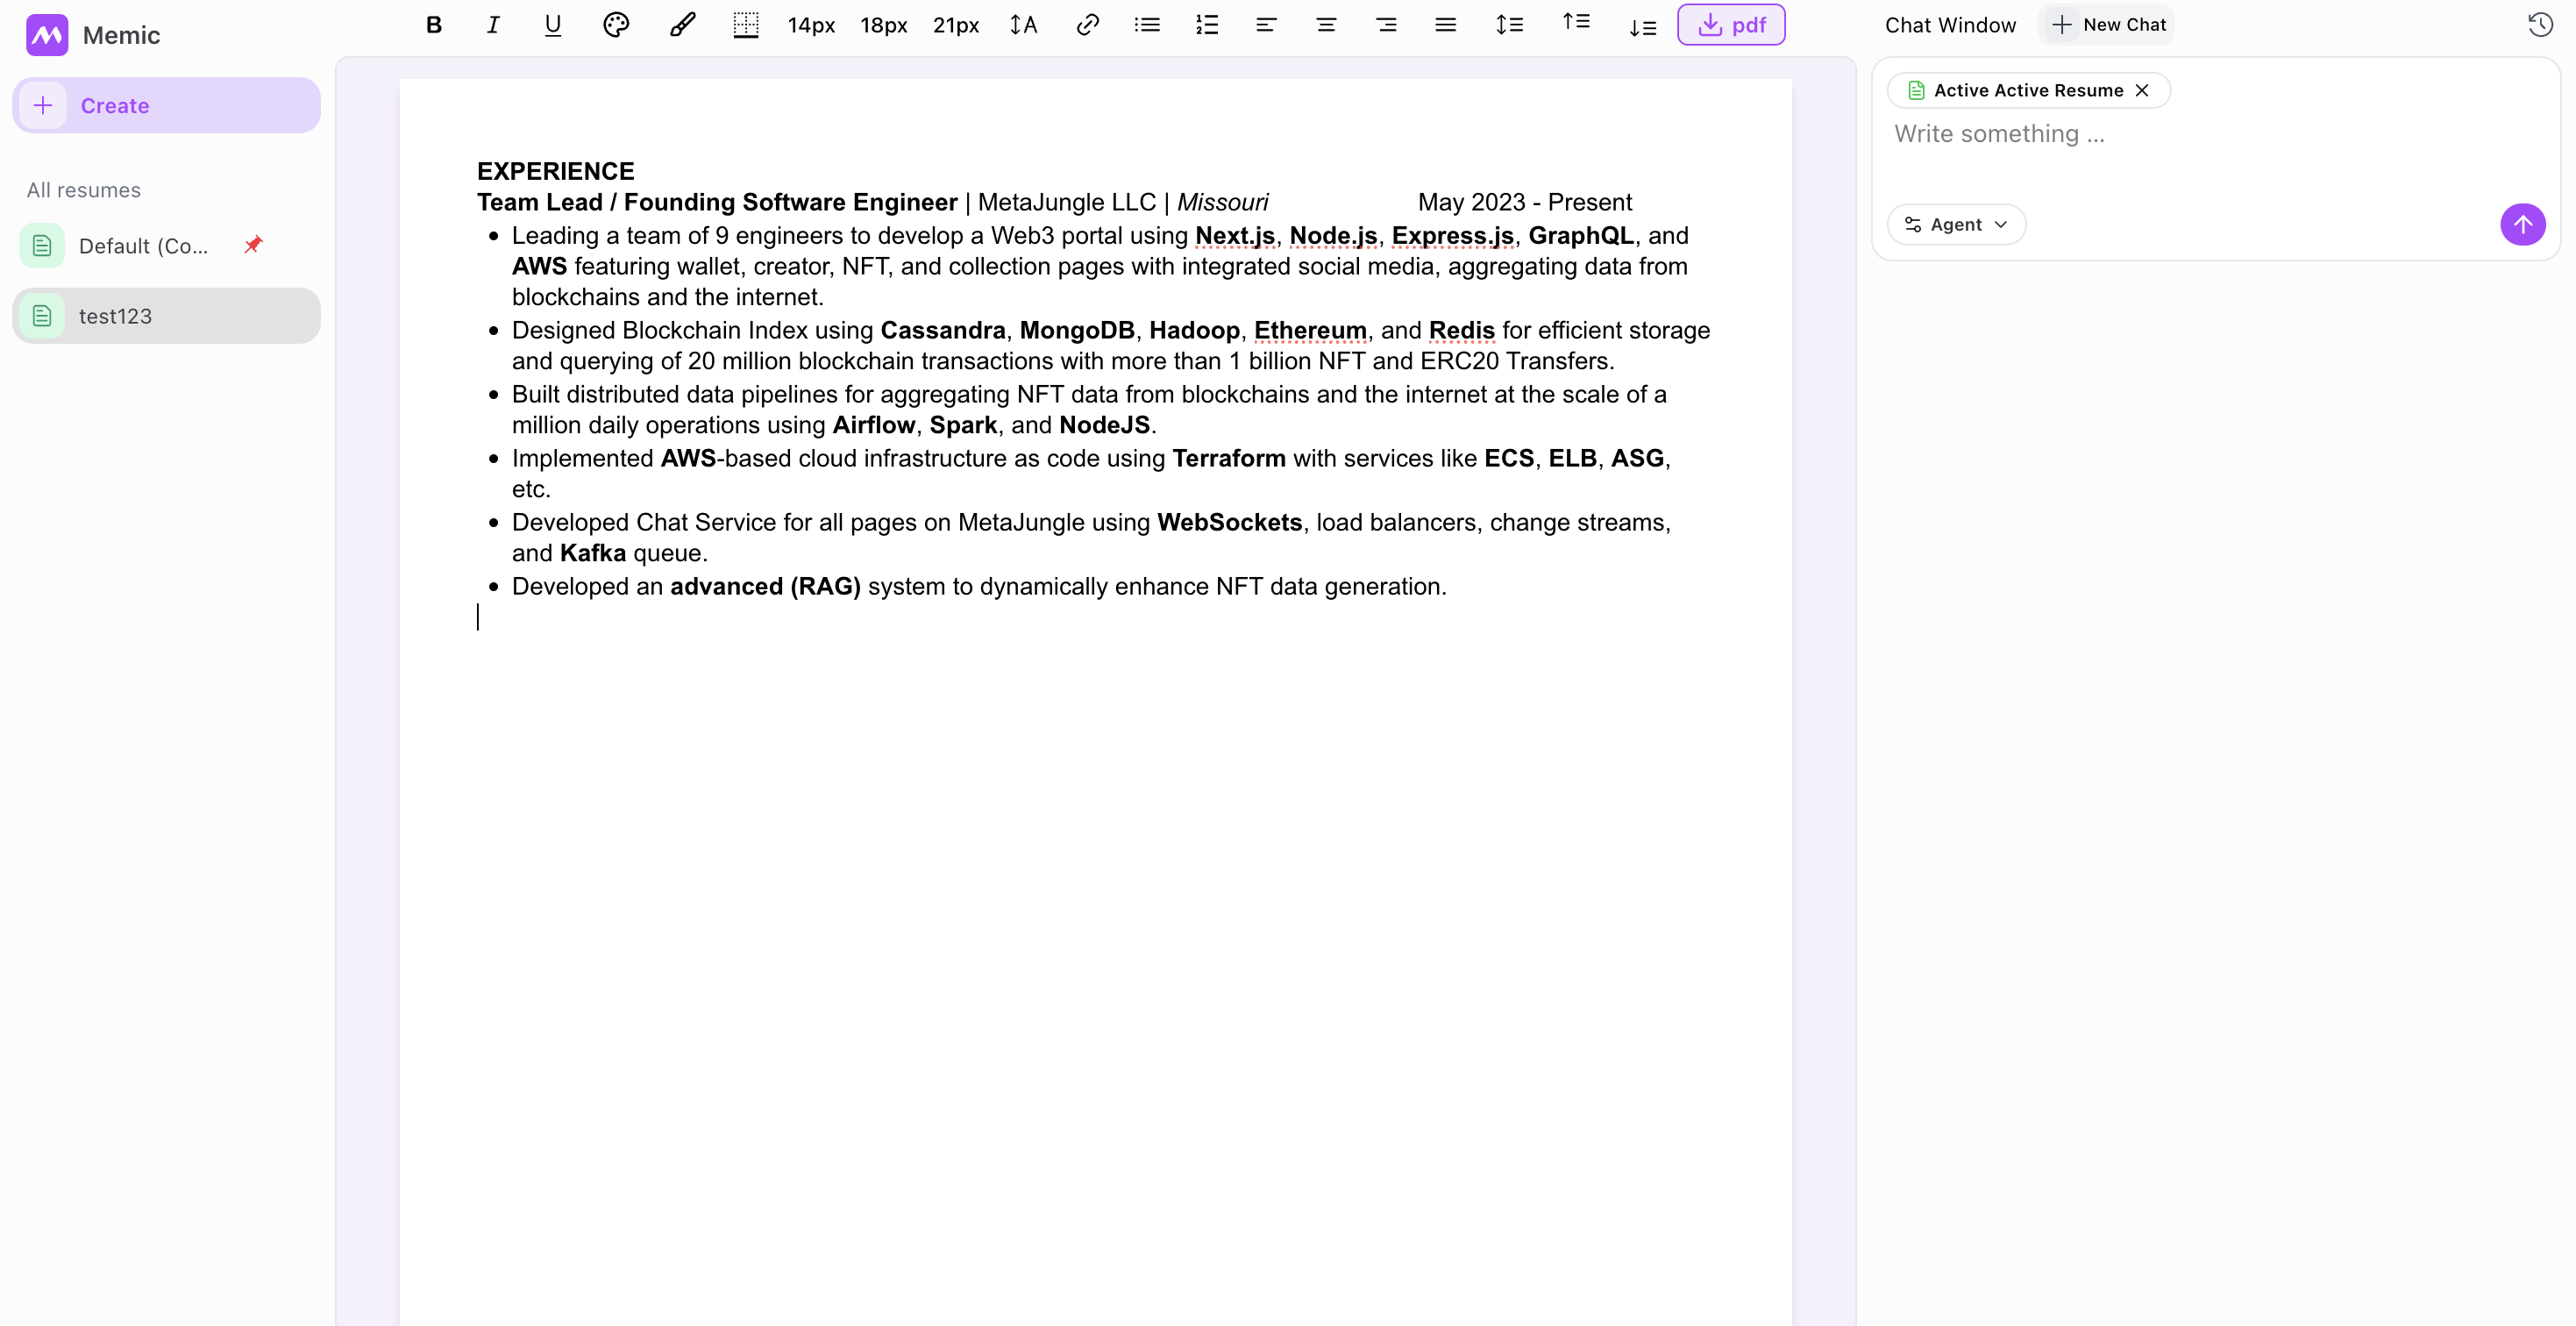 Memic
Create
All resumes
Default (Co...
test123
B I U 14px 18px 21px A pdf
EXPERIENCE
Team Lead / Founding Software Engineer | MetaJungle LLC | Missouri May 2023 - Present
• Leading a team of 9 engineers to develop a Web3 portal using Next.js, Node.js, Express.js, GraphQL, and
AWS featuring wallet, creator, NFT, and collection pages with integrated social media, aggregating data from
blockchains and the internet.
• Designed Blockchain Index using Cassandra, MongoDB, Hadoop, Ethereum, and Redis for efficient storage
and querying of 20 million blockchain transactions with more than 1 billion NFT and ERC20 Transfers.
• Built distributed data pipelines for aggregating NFT data from blockchains and the internet at the scale of a
million daily operations using Airflow, Spark, and NodeJS.
• Implemented AWS-based cloud infrastructure as code using Terraform with services like ECS, ELB, ASG,
etc.
• Developed Chat Service for all pages on MetaJungle using WebSockets, load balancers, change streams,
and Kafka queue.
• Developed an advanced (RAG) system to dynamically enhance NFT data generation.
Chat Window New Chat
Active Active Resume
Write something ...
Agent